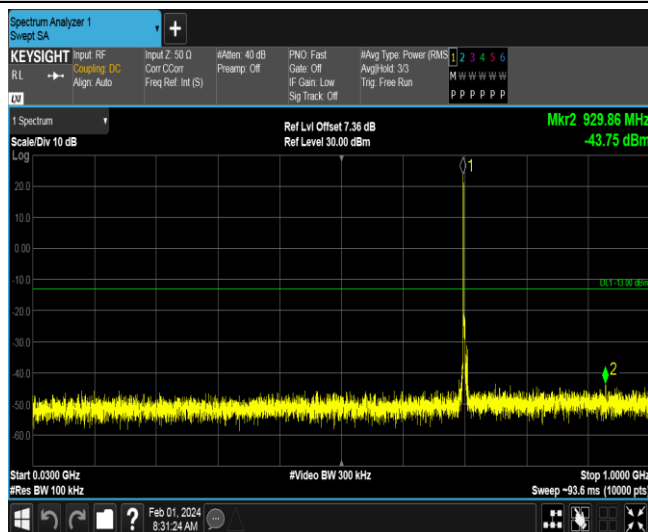 Spectrum Analyzer 1
Swept SA
+
KEYSIGHT Input: RF Input Z: 50 Ω #Atten: 40 dB PNO: Fast #Avg Type: Power (RMS 1 2 3 4 5 6
RL Coupling: DC Corr CCorr Preamp: Off Gate: Off Avg|Hold: 3/3 M W W W W W
Align: Auto Freq Ref: Int (S) IF Gain: Low Trig: Free Run
Sig Track: Off P P P P P P
LXI
1 Spectrum Ref Lvl Offset 7.36 dB Mkr2 929.86 MHz
Scale/Div 10 dB Ref Level 30.00 dBm -43.75 dBm
Log
1
20.0
10.0
0.00
-10.0
DL1 -13.00 dBm
-20.0
-30.0
-40.0
2
-50.0
-60.0
Start 0.0300 GHz #Video BW 300 kHz Stop 1.0000 GHz
#Res BW 100 kHz Sweep ~93.6 ms (10000 pts)
? Feb 01, 2024
8:31:24 AM